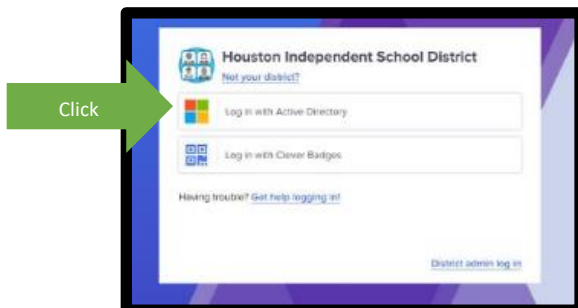 Houston Independent School District
Not your district?
Click
Log in with Active Directory
Log in with Clever Badges
Having trouble? Get help logging in!
District admin log in